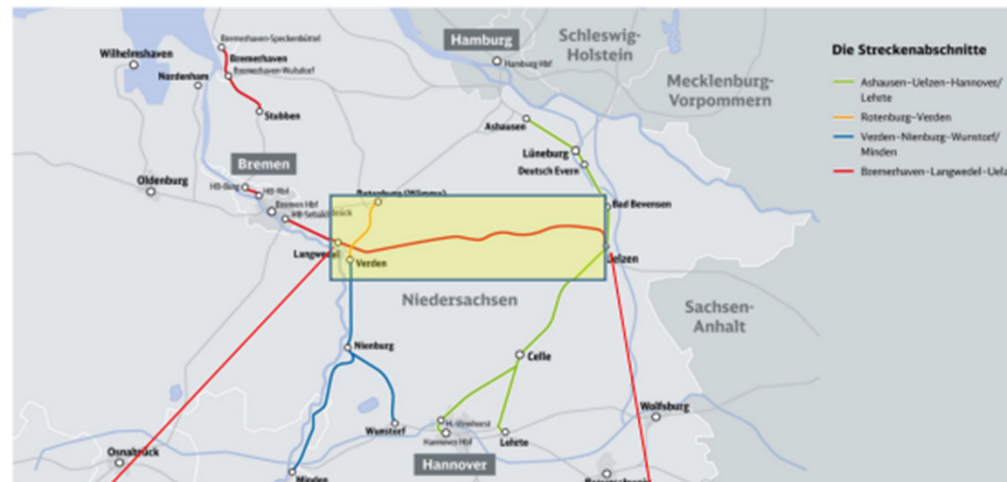 Wilhelmshaven
Bremerhaven-Speckenbüttel
Bremerhaven
Bremerhaven-Wulsdorf
Nordenham
Stubben
Hamburg
Hamburg Hbf
Schleswig-
Holstein
Mecklenburg-
Vorpommern
Ashausen
Lüneburg
Deutsch Evern
Bremen
Oldenburg
HB-Burg
HB-Hbf
Bremen Hbf
Rotenburg (Wümme)
Bad Bevensen
Langwedel
Verden
Uelzen
Niedersachsen
Sachsen-
Anhalt
Nienburg
Celle
Wunstorf
Hannover Hbf
Lehrte
Wolfsburg
Hannover
Osnabrück
Minden
Die Streckenabschnitte
Ashausen–Uelzen–Hannover/
Lehrte
Rotenburg–Verden
Verden–Nienburg–Wunstorf/
Minden
Bremerhaven–Langwedel–Uelz